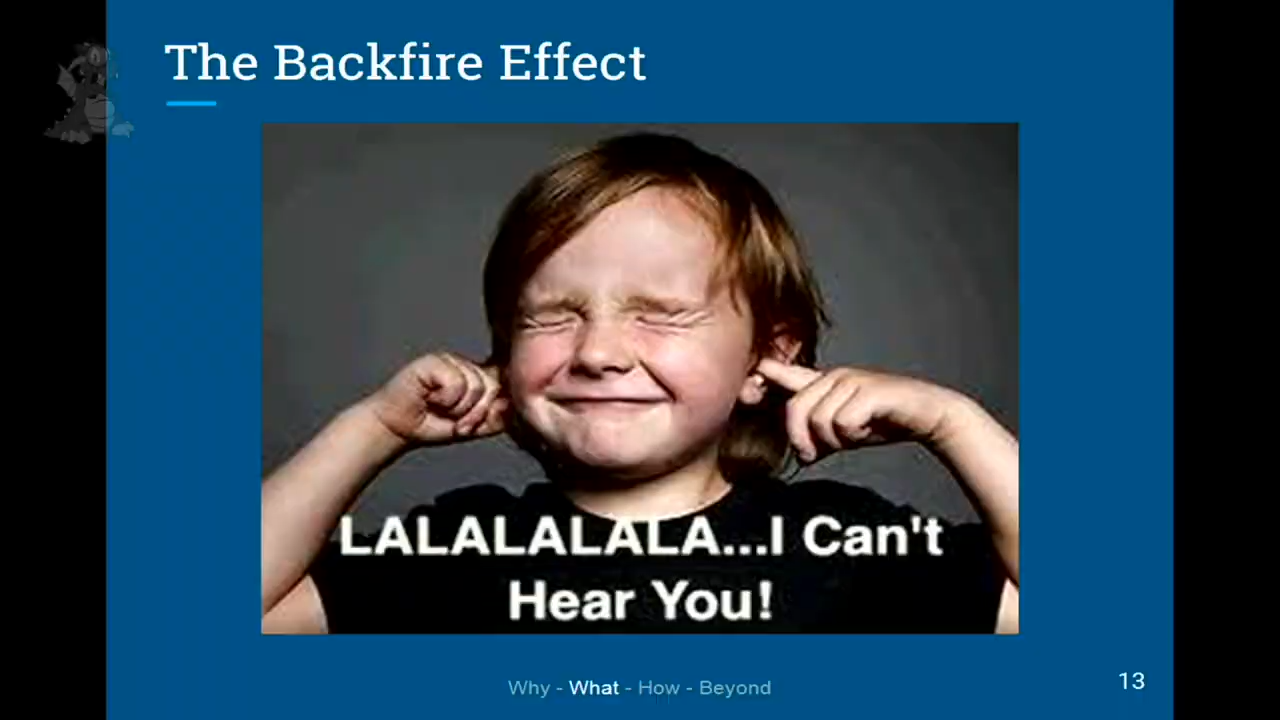 The Backfire Effect
LALALALALA...I Can't
Hear You!
Why - What - How - Beyond
13